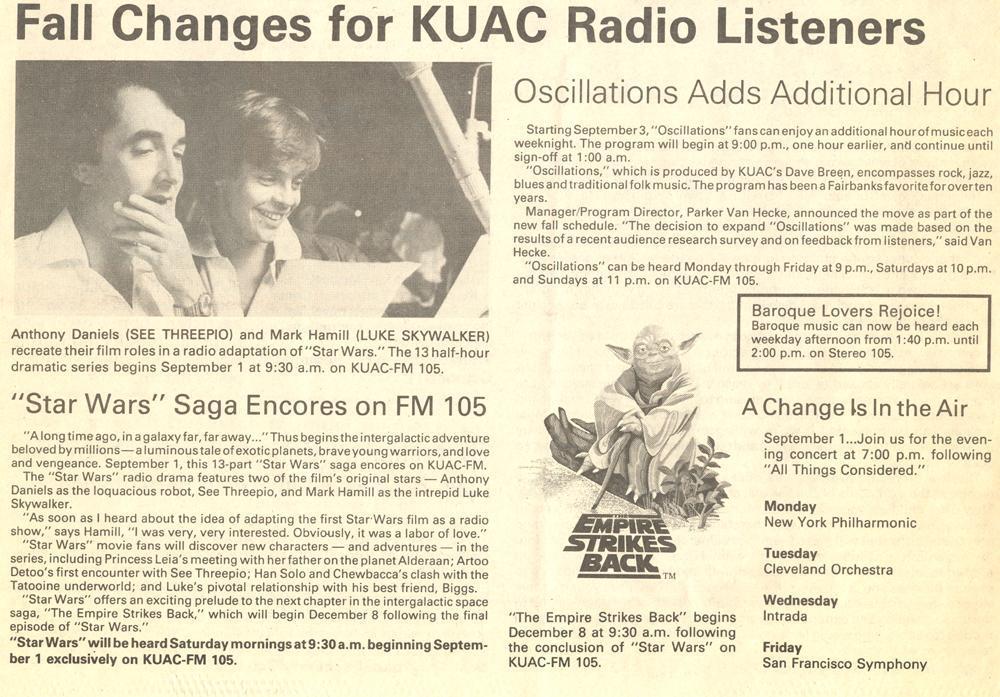 Fall Changes for KUAC Radio Listeners
Anthony Daniels (SEE THREEPIO) and Mark Hamill (LUKE SKYWALKER)
recreate their film roles in a radio adaptation of "Star Wars." The 13 half-hour
dramatic series begins September 1 at 9:30 a.m. on KUAC-FM 105.
"Star Wars" Saga Encores on FM 105
"A long time ago, in a galaxy far, far away..." Thus begins the intergalactic adventure
beloved by millions — a luminous tale of exotic planets, brave young warriors, and love
and vengeance. September 1, this 13-part "Star Wars" saga encores on KUAC-FM.
The "Star Wars" radio drama features two of the film's original stars — Anthony
Daniels as the loquacious robot, See Threepio, and Mark Hamill as the intrepid Luke
Skywalker.
"As soon as I heard about the idea of adapting the first Star Wars film as a radio
show," says Hamill, "I was very, very interested. Obviously, it was a labor of love."
"Star Wars" movie fans will discover new characters — and adventures — in the
series, including Princess Leia's meeting with her father on the planet Alderaan; Artoo
Detoo's first encounter with See Threepio; Han Solo and Chewbacca's clash with the
Tatooine underworld; and Luke's pivotal relationship with his best friend, Biggs.
"Star Wars" offers an exciting prelude to the next chapter in the intergalactic space
saga, "The Empire Strikes Back," which will begin December 8 following the final
episode of "Star Wars."
"Star Wars" will be heard Saturday mornings at 9:30 a.m. beginning Septem-
ber 1 exclusively on KUAC-FM 105.
Oscillations Adds Additional Hour
Starting September 3, "Oscillations" fans can enjoy an additional hour of music each
weeknight. The program will begin at 9:00 p.m., one hour earlier, and continue until
sign-off at 1:00 a.m.
"Oscillations," which is produced by KUAC's Dave Breen, encompasses rock, jazz,
blues and traditional folk music. The program has been a Fairbanks favorite for over ten
years.
Manager/Program Director, Parker Van Hecke, announced the move as part of the
new fall schedule. "The decision to expand "Oscillations" was made based on the
results of a recent audience research survey and on feedback from listeners," said Van
Hecke.
"Oscillations" can be heard Monday through Friday at 9 p.m., Saturdays at 10 p.m.
and Sundays at 11 p.m. on KUAC-FM 105.
Baroque Lovers Rejoice!
Baroque music can now be heard each
weekday afternoon from 1:40 p.m. until
2:00 p.m. on Stereo 105.
THE
EMPIRE
STRIKES
BACK TM
"The Empire Strikes Back" begins
December 8 at 9:30 a.m. following
the conclusion of "Star Wars" on
KUAC-FM 105.
A Change Is In the Air
September 1...Join us for the even-
ing concert at 7:00 p.m. following
"All Things Considered."
Monday
New York Philharmonic
Tuesday
Cleveland Orchestra
Wednesday
Intrada
Friday
San Francisco Symphony